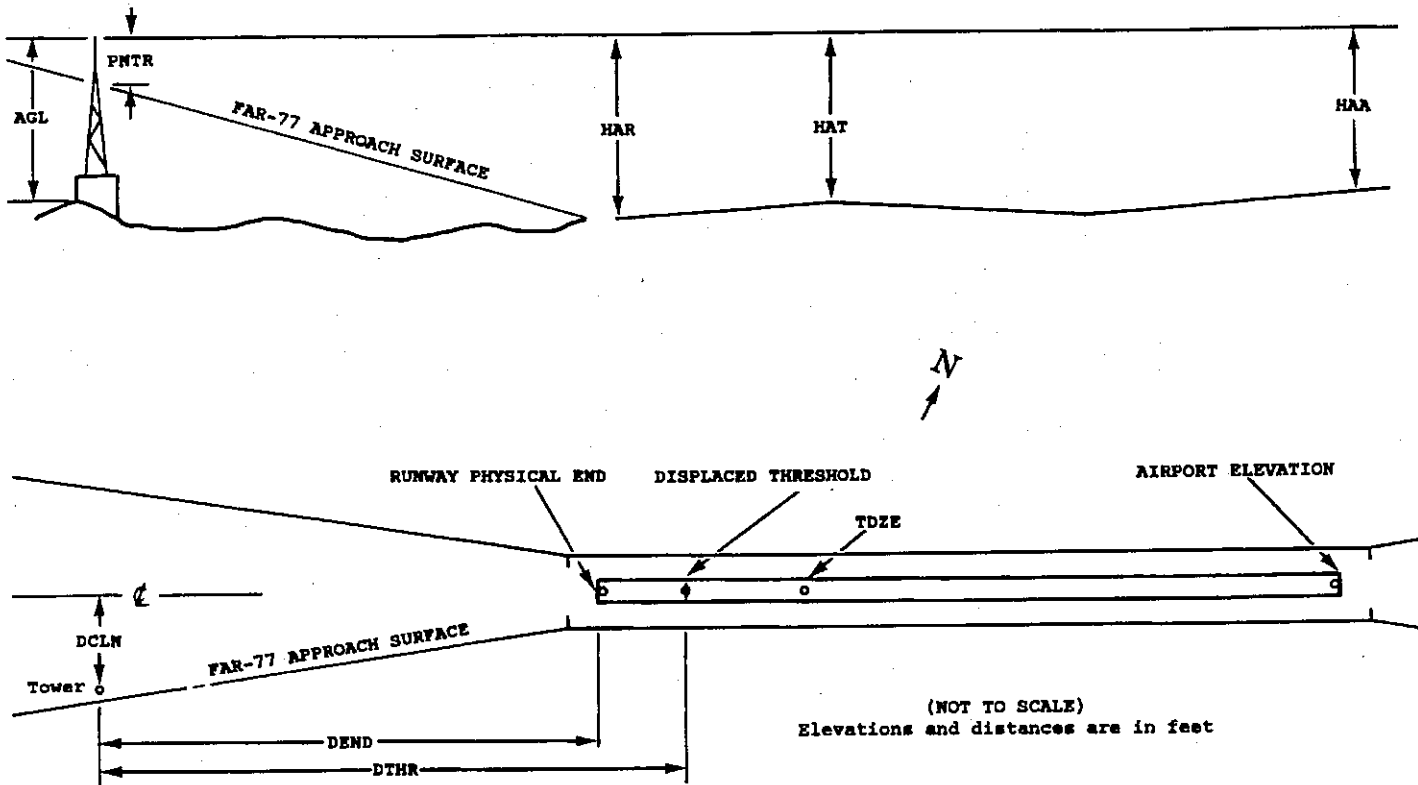 PNTR
AGL
FAR-77 APPROACH SURFACE
HAR
HAT
HAA
N
RUNWAY PHYSICAL END
DISPLACED THRESHOLD
AIRPORT ELEVATION
TDZE
℄
DCLN
FAR-77 APPROACH SURFACE
Tower
(NOT TO SCALE)
Elevations and distances are in feet
DEND
DTHR